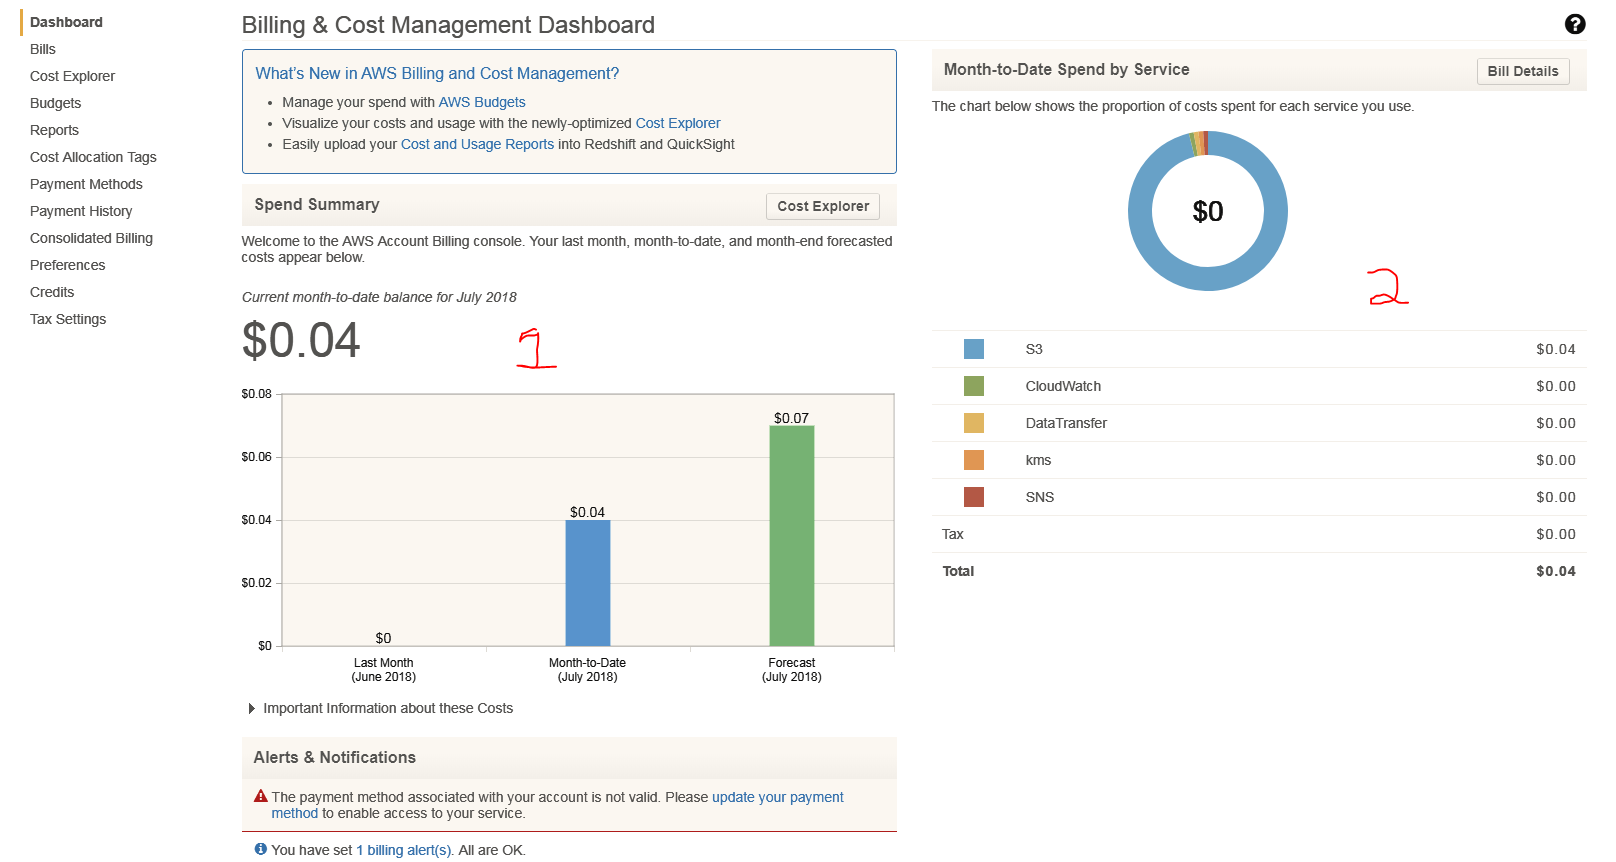 Dashboard
Bills
Cost Explorer
Budgets
Reports
Cost Allocation Tags
Payment Methods
Payment History
Consolidated Billing
Preferences
Credits
Tax Settings
Billing & Cost Management Dashboard
?
What's New in AWS Billing and Cost Management?
• Manage your spend with AWS Budgets
• Visualize your costs and usage with the newly-optimized Cost Explorer
• Easily upload your Cost and Usage Reports into Redshift and QuickSight
Spend Summary
Cost Explorer
Welcome to the AWS Account Billing console. Your last month, month-to-date, and month-end forecasted
costs appear below.
Current month-to-date balance for July 2018
$0.04
1
$0.08
$0.06
$0.04
$0.02
$0
$0
$0.04
$0.07
Last Month
(June 2018)
Month-to-Date
(July 2018)
Forecast
(July 2018)
Important Information about these Costs
Alerts & Notifications
The payment method associated with your account is not valid. Please update your payment
method to enable access to your service.
You have set 1 billing alert(s). All are OK.
Month-to-Date Spend by Service
Bill Details
The chart below shows the proportion of costs spent for each service you use.
$0
2
S3 $0.04
CloudWatch $0.00
DataTransfer $0.00
kms $0.00
SNS $0.00
Tax $0.00
Total $0.04